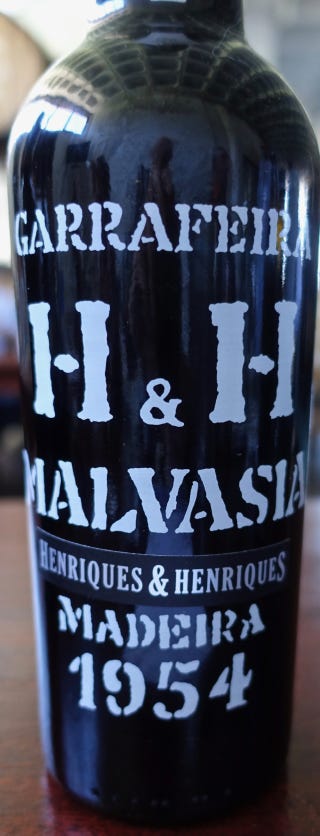 GARRAFEIRA
H & H
MALVASIA
HENRIQUES & HENRIQUES
MADEIRA
1954